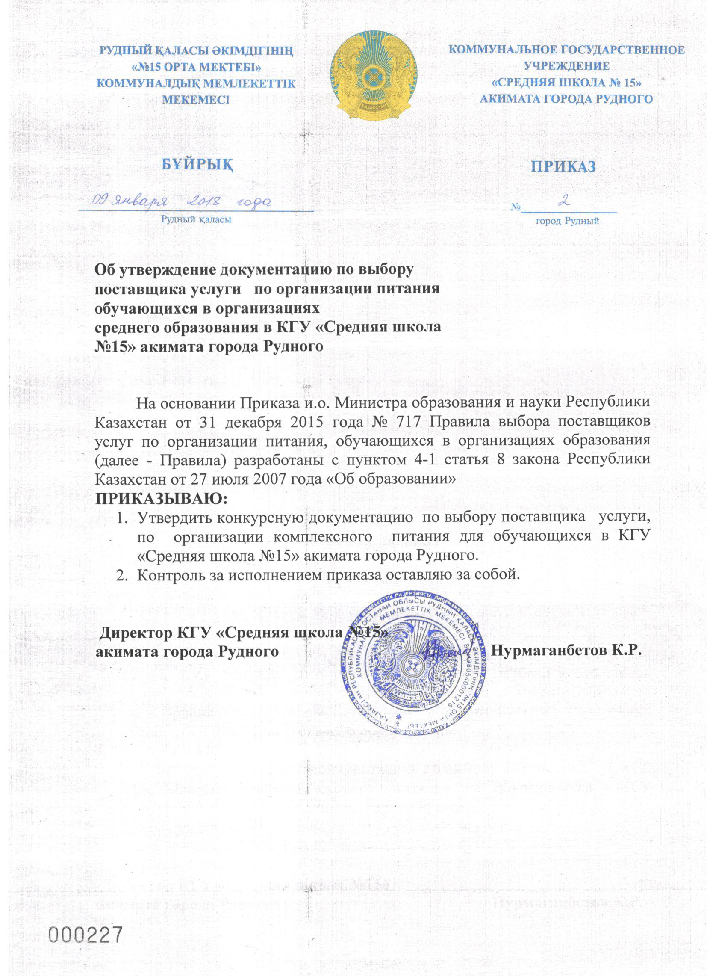 РУДНЫЙ ҚАЛАСЫ ӘКІМДІГІНІҢ
«№15 ОРТА МЕКТЕБІ»
КОММУНАЛДЫҚ МЕМЛЕКЕТТІК
МЕКЕМЕСІ
КОММУНАЛЬНОЕ ГОСУДАРСТВЕННОЕ
УЧРЕЖДЕНИЕ
«СРЕДНЯЯ ШКОЛА № 15»
АКИМАТА ГОРОДА РУДНОГО
БҰЙРЫҚ
ПРИКАЗ
09 января 2018 года
№ 2
Рудный қаласы
город Рудный
Об утверждение документацию по выбору
поставщика услуги по организации питания
обучающихся в организациях
среднего образования в КГУ «Средняя школа
№15» акимата города Рудного
На основании Приказа и.о. Министра образования и науки Республики
Казахстан от 31 декабря 2015 года № 717 Правила выбора поставщиков
услуг по организации питания, обучающихся в организациях образования
(далее - Правила) разработаны с пунктом 4-1 статья 8 закона Республики
Казахстан от 27 июля 2007 года «Об образовании»
ПРИКАЗЫВАЮ:
1. Утвердить конкурсную документацию по выбору поставщика услуги,
по организации комплексного питания для обучающихся в КГУ
«Средняя школа №15» акимата города Рудного.
2. Контроль за исполнением приказа оставляю за собой.
Директор КГУ «Средняя школа №15»
акимата города Рудного
Нурмаганбетов К.Р.
000227